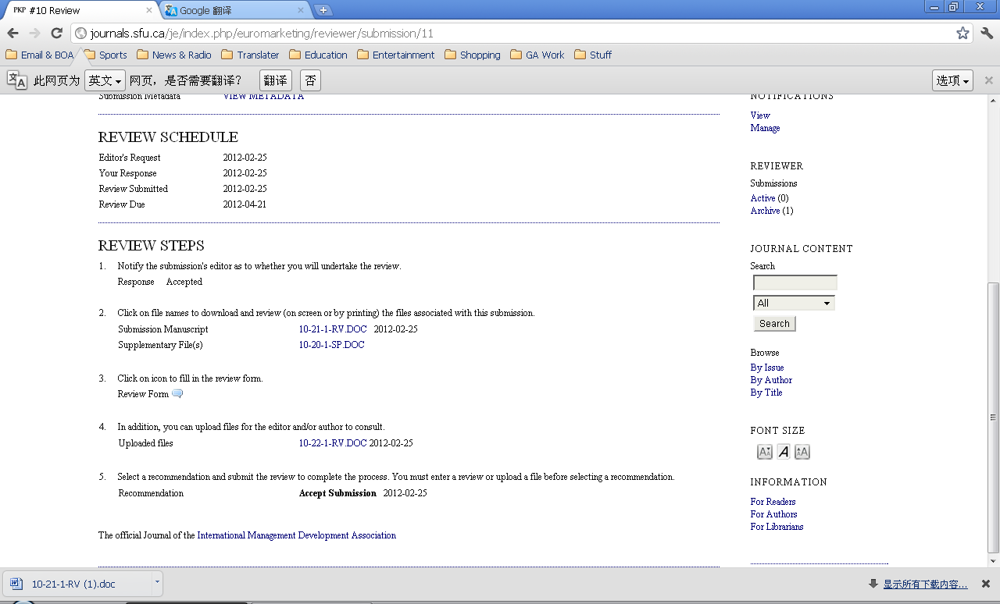 PKP #10 Review
Google 翻译
journals.sfu.ca/je/index.php/euromarketing/reviewer/submission/11
Email & BOA Sports News & Radio Translater Education Entertainment Shopping GA Work Stuff
此网页为 英文 网页，是否需要翻译？ 翻译 否 选项
Submission Metadata VIEW METADATA
REVIEW SCHEDULE
Editor's Request 2012-02-25
Your Response 2012-02-25
Review Submitted 2012-02-25
Review Due 2012-04-21
REVIEW STEPS
1. Notify the submission's editor as to whether you will undertake the review.
Response Accepted
2. Click on file names to download and review (on screen or by printing) the files associated with this submission.
Submission Manuscript 10-21-1-RV.DOC 2012-02-25
Supplementary File(s) 10-20-1-SP.DOC
3. Click on icon to fill in the review form.
Review Form
4. In addition, you can upload files for the editor and/or author to consult.
Uploaded files 10-22-1-RV.DOC 2012-02-25
5. Select a recommendation and submit the review to complete the process. You must enter a review or upload a file before selecting a recommendation.
Recommendation Accept Submission 2012-02-25
The official Journal of the International Management Development Association
NOTIFICATIONS
View
Manage
REVIEWER
Submissions
Active (0)
Archive (1)
JOURNAL CONTENT
Search
All
Search
Browse
By Issue
By Author
By Title
FONT SIZE
A A A
INFORMATION
For Readers
For Authors
For Librarians
10-21-1-RV (1).doc
显示所有下载内容...